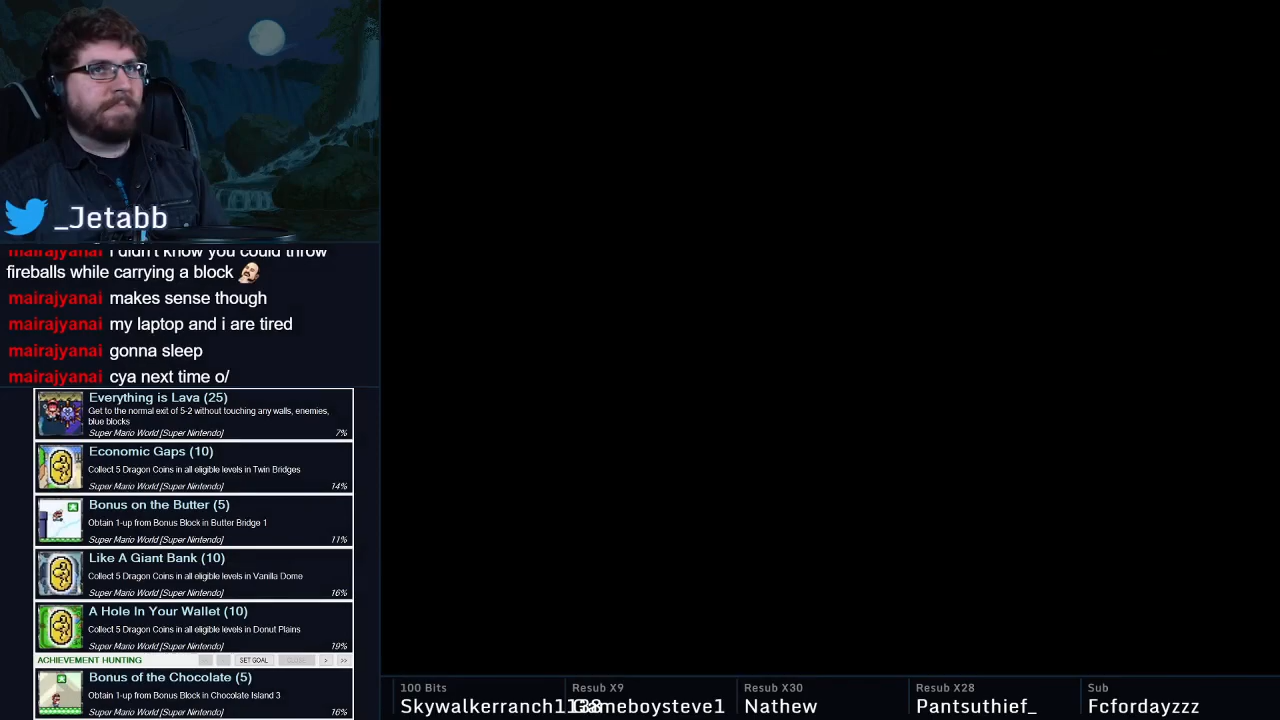 _Jetabb
mairajyanai I didn't know you could throw
fireballs while carrying a block
mairajyanai makes sense though
mairajyanai my laptop and i are tired
mairajyanai gonna sleep
mairajyanai cya next time o/
Everything is Lava (25)
Get to the normal exit of 5-2 without touching any walls, enemies,
blue blocks
Super Mario World [Super Nintendo]
7%
Economic Gaps (10)
Collect 5 Dragon Coins in all eligible levels in Twin Bridges
Super Mario World [Super Nintendo]
14%
Bonus on the Butter (5)
Obtain 1-up from Bonus Block in Butter Bridge 1
Super Mario World [Super Nintendo]
11%
Like A Giant Bank (10)
Collect 5 Dragon Coins in all eligible levels in Vanilla Dome
Super Mario World [Super Nintendo]
16%
A Hole In Your Wallet (10)
Collect 5 Dragon Coins in all eligible levels in Donut Plains
Super Mario World [Super Nintendo]
19%
ACHIEVEMENT HUNTING
SET GOAL > >>
Bonus of the Chocolate (5)
Obtain 1-up from Bonus Block in Chocolate Island 3
Super Mario World [Super Nintendo]
16%
100 Bits
Skywalkerranch1138
Resub X9
Gameboysteve1
Resub X30
Nathew
Resub X28
Pantsuthief_
Sub
Fcfordayzzz